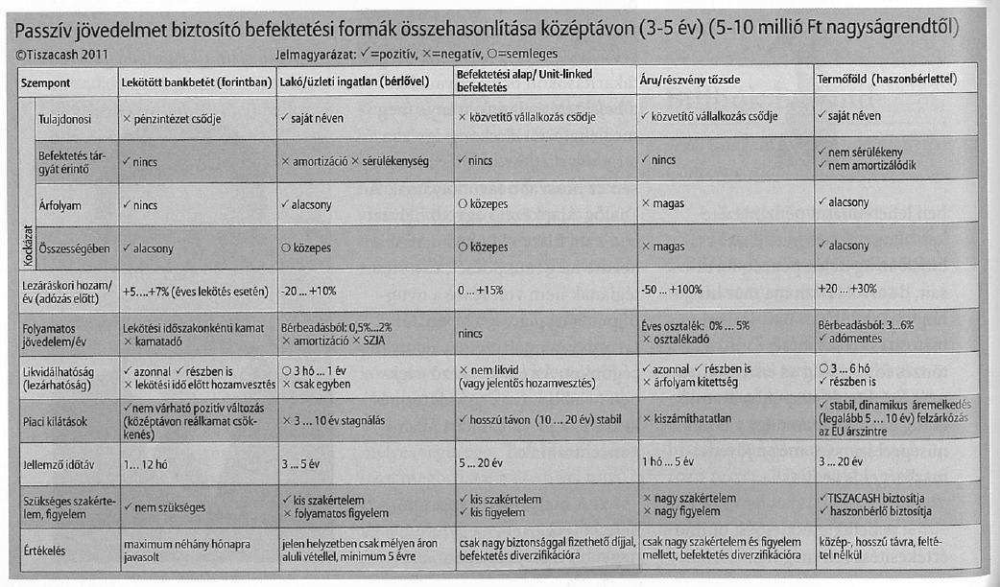 Passzív jövedelmet biztosító befektetési formák összehasonlítása középtávon (3-5 év) (5-10 millió Ft nagyságrendtől)
©Tiszacash 2011 Jelmagyarázat: √=pozitív, ×=negatív, O=semleges
Szempont
Lekötött bankbetét (forintban)
Lakó/üzleti ingatlan (bérlővel)
Befektetési alap/ Unit-linked
befektetés
Áru/részvény tőzsde
Termőföld (haszonbérlettel)
Kockázat
Tulajdonosi
× pénzintézet csődje
√ saját néven
× közvetítő vállalkozás csődje
√ közvetítő vállalkozás csődje
√ saját néven
Befektetés tár-
gyát érintő
√ nincs
× amortizáció × sérülékenység
√ nincs
√ nincs
√ nem sérülékeny
√ nem amortizálódik
Árfolyam
√ nincs
√ alacsony
O közepes
× magas
√ alacsony
Összességében
√ alacsony
O közepes
O közepes
× magas
√ alacsony
Lezáráskori hozam/
év (adózás előtt)
+5....+7% (éves lekötés esetén)
-20 ... +10%
0 ... +15%
-50 ... +100%
+20 ... +30%
Folyamatos
jövedelem/év
Lekötési időszakonkénti kamat
× kamatadó
Bérbeadásból: 0,5%...2%
× amortizáció × SZJA
nincs
Éves osztalék: 0% ... 5%
× osztalékadó
Bérbeadásból: 3...6%
√ adómentes
Likvidálhatóság
(lezárhatóság)
√ azonnal √ részben is
× lekötési idő előtt hozamvesztés
O 3 hó ... 1 év
× csak egyben
× nem likvid
(vagy jelentős hozamvesztés)
√ azonnal √ részben is
× árfolyam kitettség
O 3 ... 6 hó
√ részben is
Piaci kilátások
√nem várható pozitív változás
(középtávon reálkamat csök-
kenés)
× 3 ... 10 év stagnálás
√ hosszú távon (10 ... 20 év) stabil
× kiszámíthatatlan
√ stabil, dinamikus áremelkedés
(legalább 5 ... 10 év) felzárkózás
az EU árszintre
Jellemző időtáv
1... 12 hó
3 ... 5 év
5 ... 20 év
1 hó ... 5 év
3 ... 20 év
Szükséges szakérte-
lem, figyelem
√ nem szükséges
√ kis szakértelem
× folyamatos figyelem
√ kis szakértelem
√ kis figyelem
× nagy szakértelem
× nagy figyelem
√TISZACASH biztosítja
√ haszonbérlő biztosítja
Értékelés
maximum néhány hónapra
javasolt
jelen helyzetben csak mélyen áron
aluli vétellel, minimum 5 évre
csak nagy biztonsággal fizethető díjjal,
befektetés diverzifikációra
csak nagy szakértelem és figyelem
mellett, befektetés diverzifikációra
közép-, hosszú távra, felté-
tel nélkül